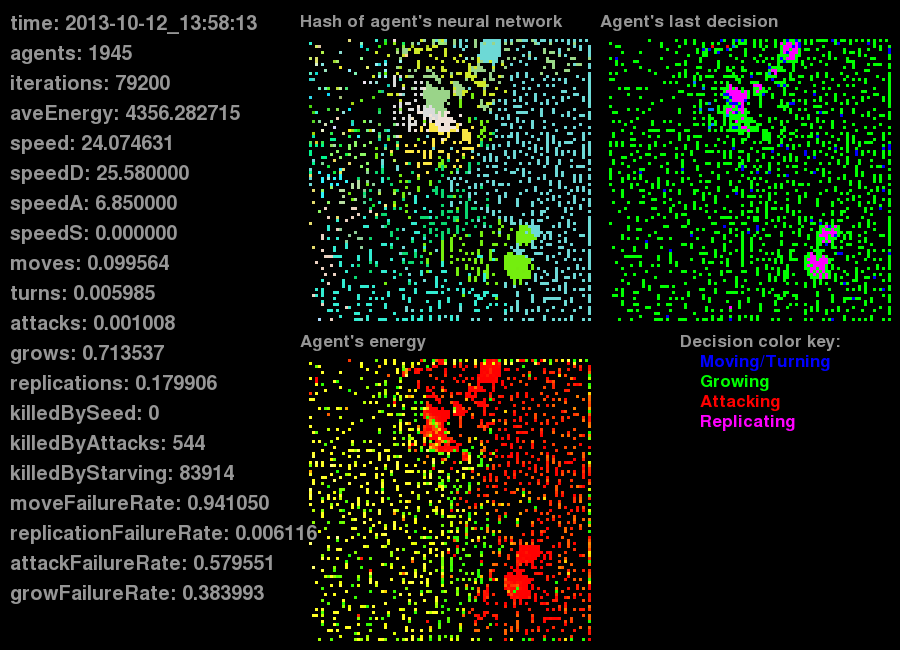 time: 2013-10-12_13:58:13
agents: 1945
iterations: 79200
aveEnergy: 4356.282715
speed: 24.074631
speedD: 25.580000
speedA: 6.850000
speedS: 0.000000
moves: 0.099564
turns: 0.005985
attacks: 0.001008
grows: 0.713537
replications: 0.179906
killedBySeed: 0
killedByAttacks: 544
killedByStarving: 83914
moveFailureRate: 0.941050
replicationFailureRate: 0.006116
attackFailureRate: 0.579551
growFailureRate: 0.383993
Hash of agent's neural network
Agent's last decision
Agent's energy
Decision color key:
Moving/Turning
Growing
Attacking
Replicating